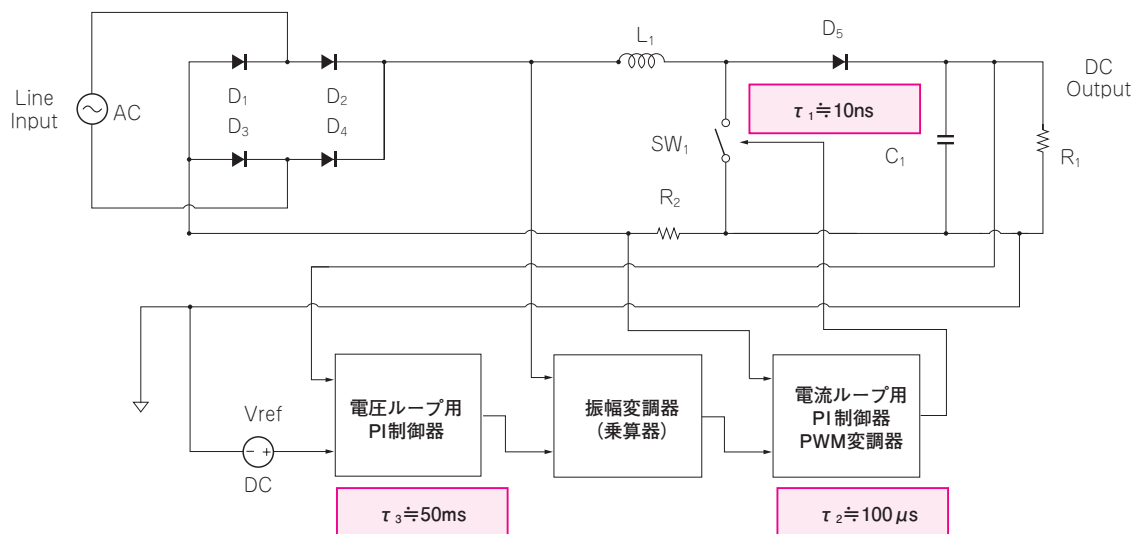 L₁
D₅
DC
Output
Line
Input
AC
D₁
D₂
D₃
D₄
τ₁≒10ns
SW₁
C₁
R₁
R₂
電圧ループ用
PI制御器
振幅変調器
(乗算器)
電流ループ用
PI制御器
PWM変調器
Vref
- +
DC
τ₃≒50ms
τ₂≒100μs